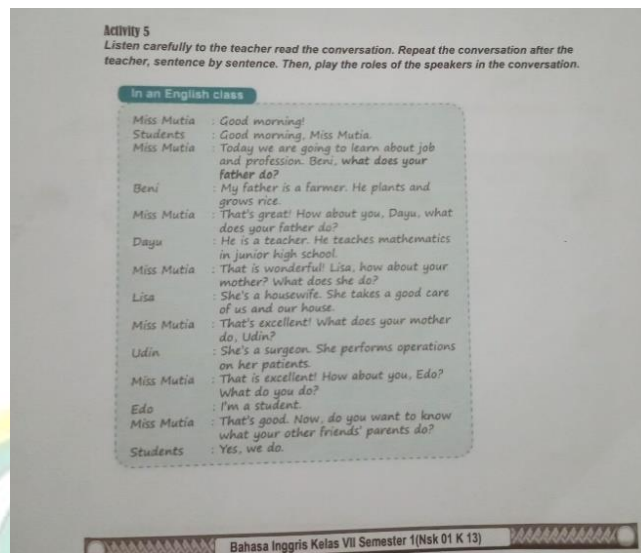 Activity 5
Listen carefully to the teacher read the conversation. Repeat the conversation after the
teacher, sentence by sentence. Then, play the roles of the speakers in the conversation.
In an English class
Miss Mutia : Good morning!
Students : Good morning, Miss Mutia.
Miss Mutia : Today we are going to learn about job
and profession. Beni, what does your
father do?
Beni : My father is a farmer. He plants and
grows rice.
Miss Mutia : That's great! How about you, Dayu, what
does your father do?
Dayu : He is a teacher. He teaches mathematics
in junior high school.
Miss Mutia : That is wonderful! Lisa, how about your
mother? What does she do?
Lisa : She's a housewife. She takes a good care
of us and our house.
Miss Mutia : That's excellent! What does your mother
do, Udin?
Udin : She's a surgeon. She performs operations
on her patients.
Miss Mutia : That is excellent! How about you, Edo?
What do you do?
Edo : I'm a student.
Miss Mutia : That's good. Now, do you want to know
what your other friends' parents do?
Students : Yes, we do.
Bahasa Inggris Kelas VII Semester 1(Nsk 01 K 13)